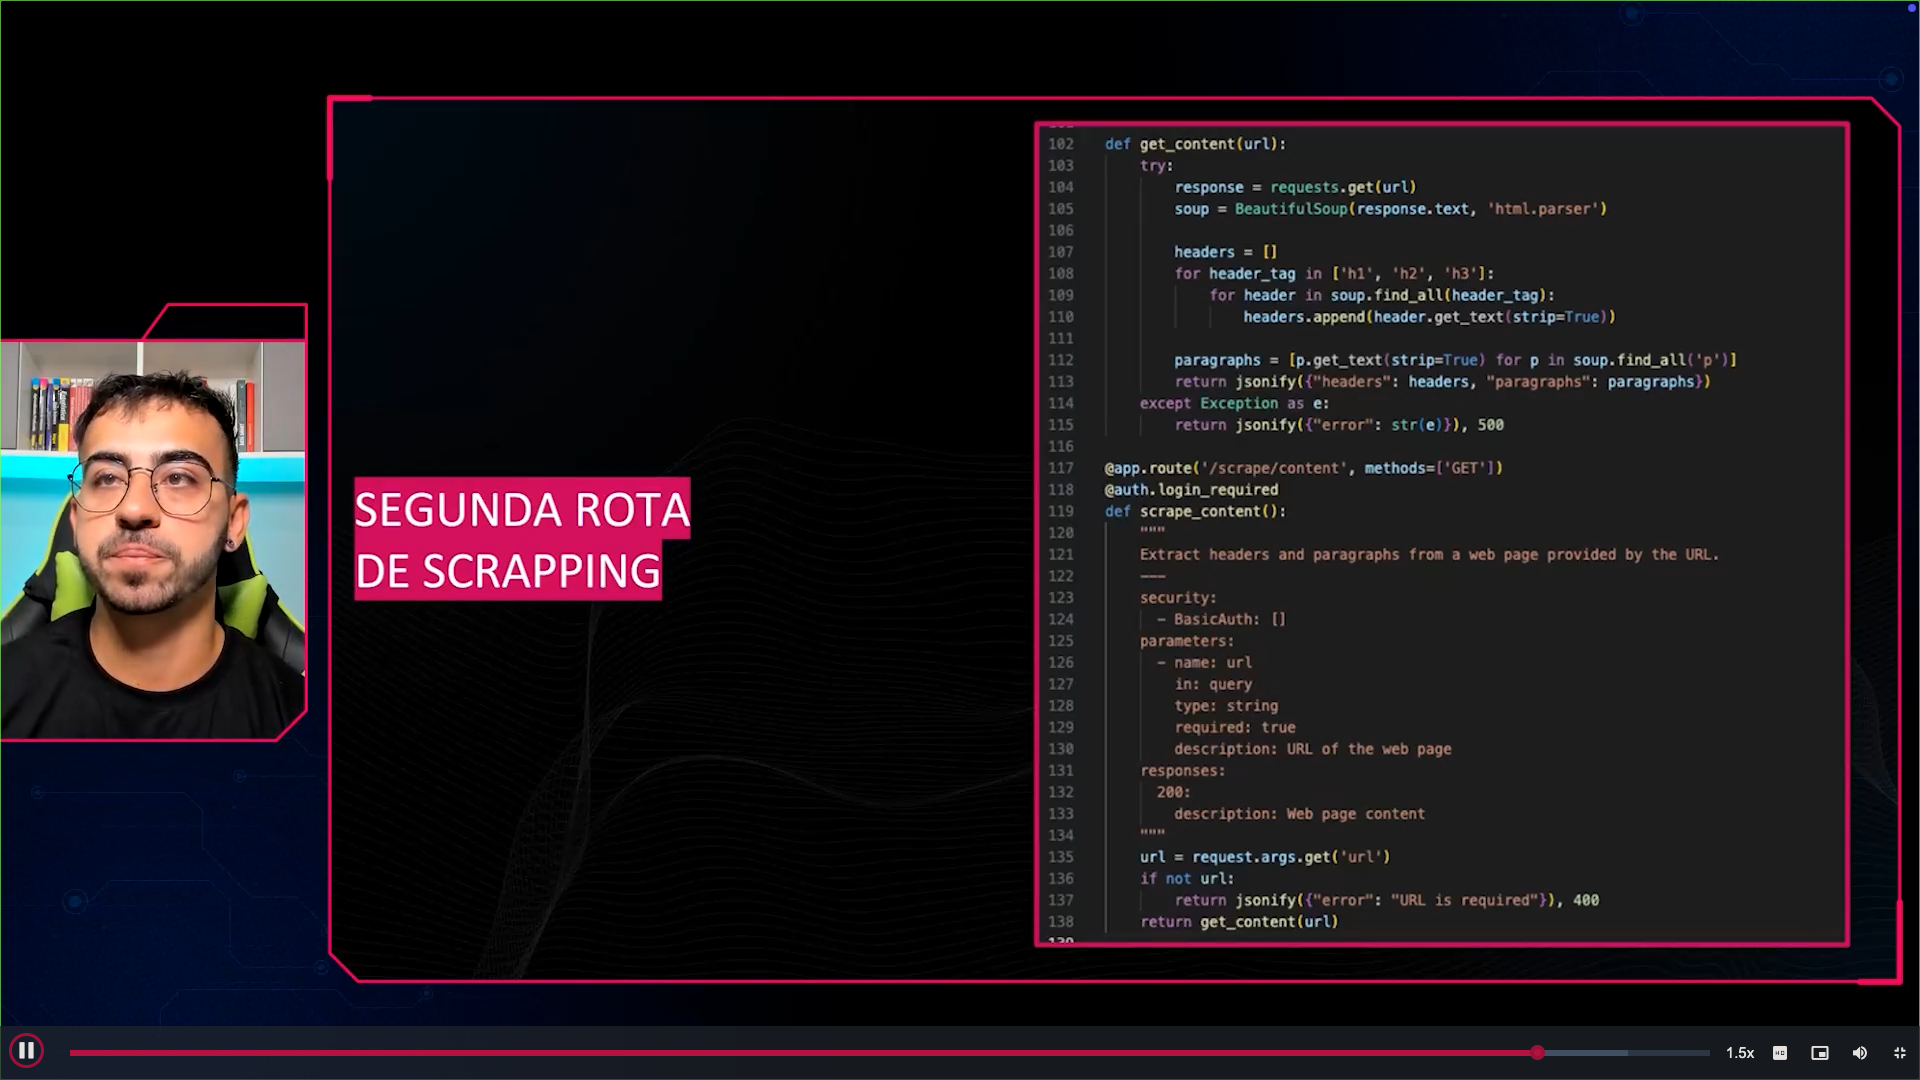 SEGUNDA ROTA
DE SCRAPPING
102 def get_content(url):
103 try:
104 response = requests.get(url)
105 soup = BeautifulSoup(response.text, 'html.parser')
106
107 headers = []
108 for header_tag in ['h1', 'h2', 'h3']:
109 for header in soup.find_all(header_tag):
110 headers.append(header.get_text(strip=True))
111
112 paragraphs = [p.get_text(strip=True) for p in soup.find_all('p')]
113 return jsonify({"headers": headers, "paragraphs": paragraphs})
114 except Exception as e:
115 return jsonify({"error": str(e)}), 500
116
117 @app.route('/scrape/content', methods=['GET'])
118 @auth.login_required
119 def scrape_content():
120 """
121 Extract headers and paragraphs from a web page provided by the URL.
122 ---
123 security:
124 - BasicAuth: []
125 parameters:
126 - name: url
127 in: query
128 type: string
129 required: true
130 description: URL of the web page
131 responses:
132 200:
133 description: Web page content
134 """
135 url = request.args.get('url')
136 if not url:
137 return jsonify({"error": "URL is required"}), 400
138 return get_content(url)
1.5x